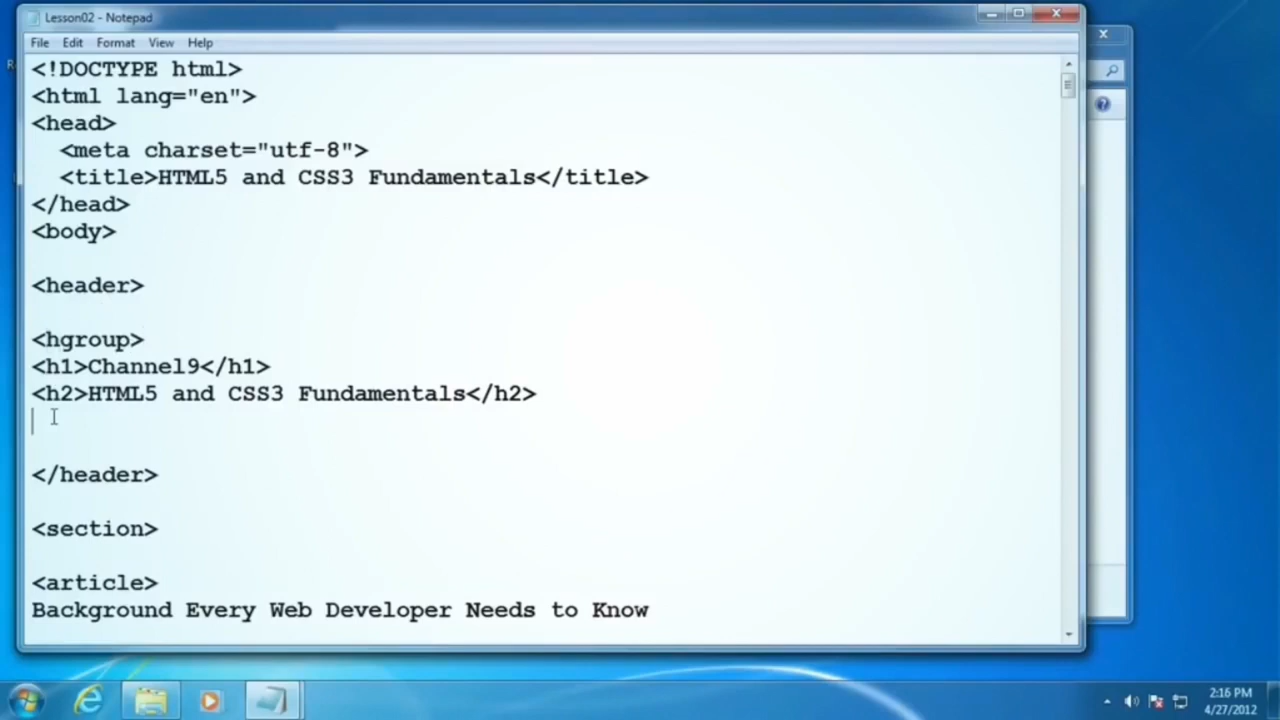 Lesson02 - Notepad
File Edit Format View Help
<!DOCTYPE html>
<html lang="en">
<head>
<meta charset="utf-8">
<title>HTML5 and CSS3 Fundamentals</title>
</head>
<body>
<header>
<hgroup>
<h1>Channel9</h1>
<h2>HTML5 and CSS3 Fundamentals</h2>
</header>
<section>
<article>
Background Every Web Developer Needs to Know
2:16 PM
4/27/2012